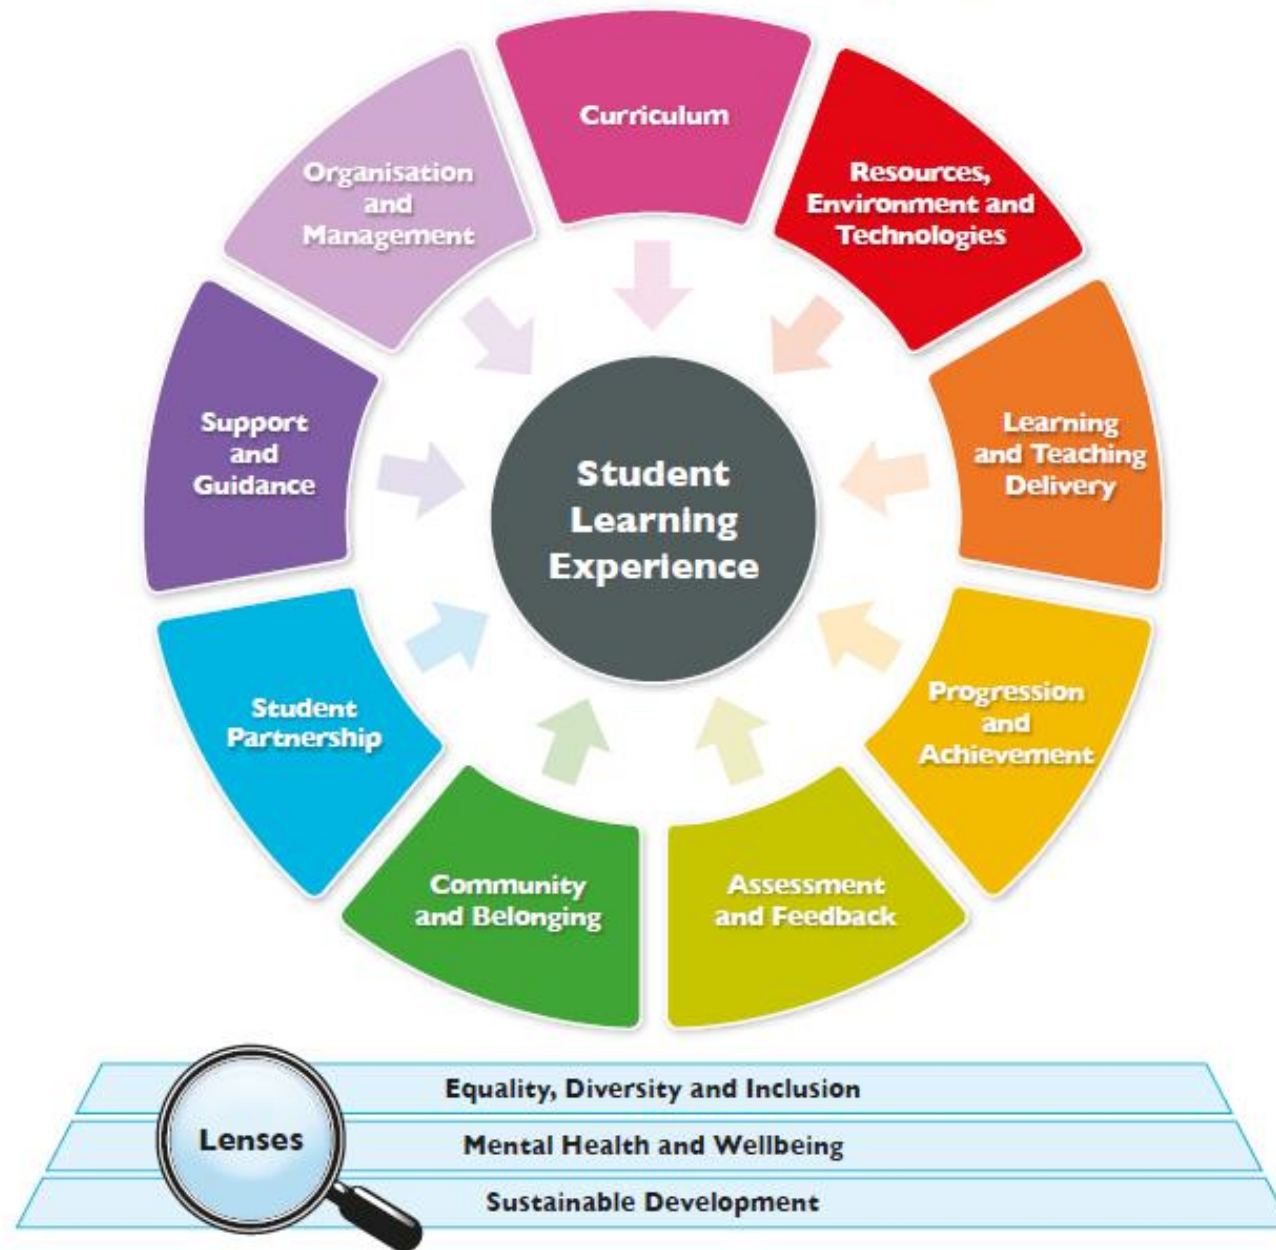 Curriculum
Resources,
Environment and
Technologies
Learning
and Teaching
Delivery
Progression
and
Achievement
Assessment
and Feedback
Community
and Belonging
Student
Partnership
Support
and
Guidance
Organisation
and
Management
Student
Learning
Experience
Lenses
Equality, Diversity and Inclusion
Mental Health and Wellbeing
Sustainable Development